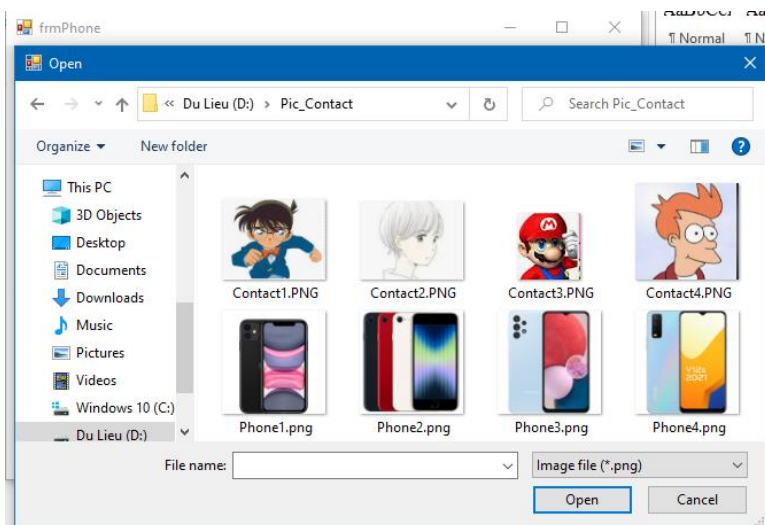 frmPhone
¶ Normal
Open
« Du Lieu (D:) › Pic_Contact
Search Pic_Contact
Organize
New folder
This PC
3D Objects
Desktop
Documents
Downloads
Music
Pictures
Videos
Windows 10 (C:)
Du Lieu (D:)
Contact1.PNG
Contact2.PNG
Contact3.PNG
Contact4.PNG
Y12s
2021
Phone1.png
Phone2.png
Phone3.png
Phone4.png
File name:
Image file (*.png)
Open
Cancel